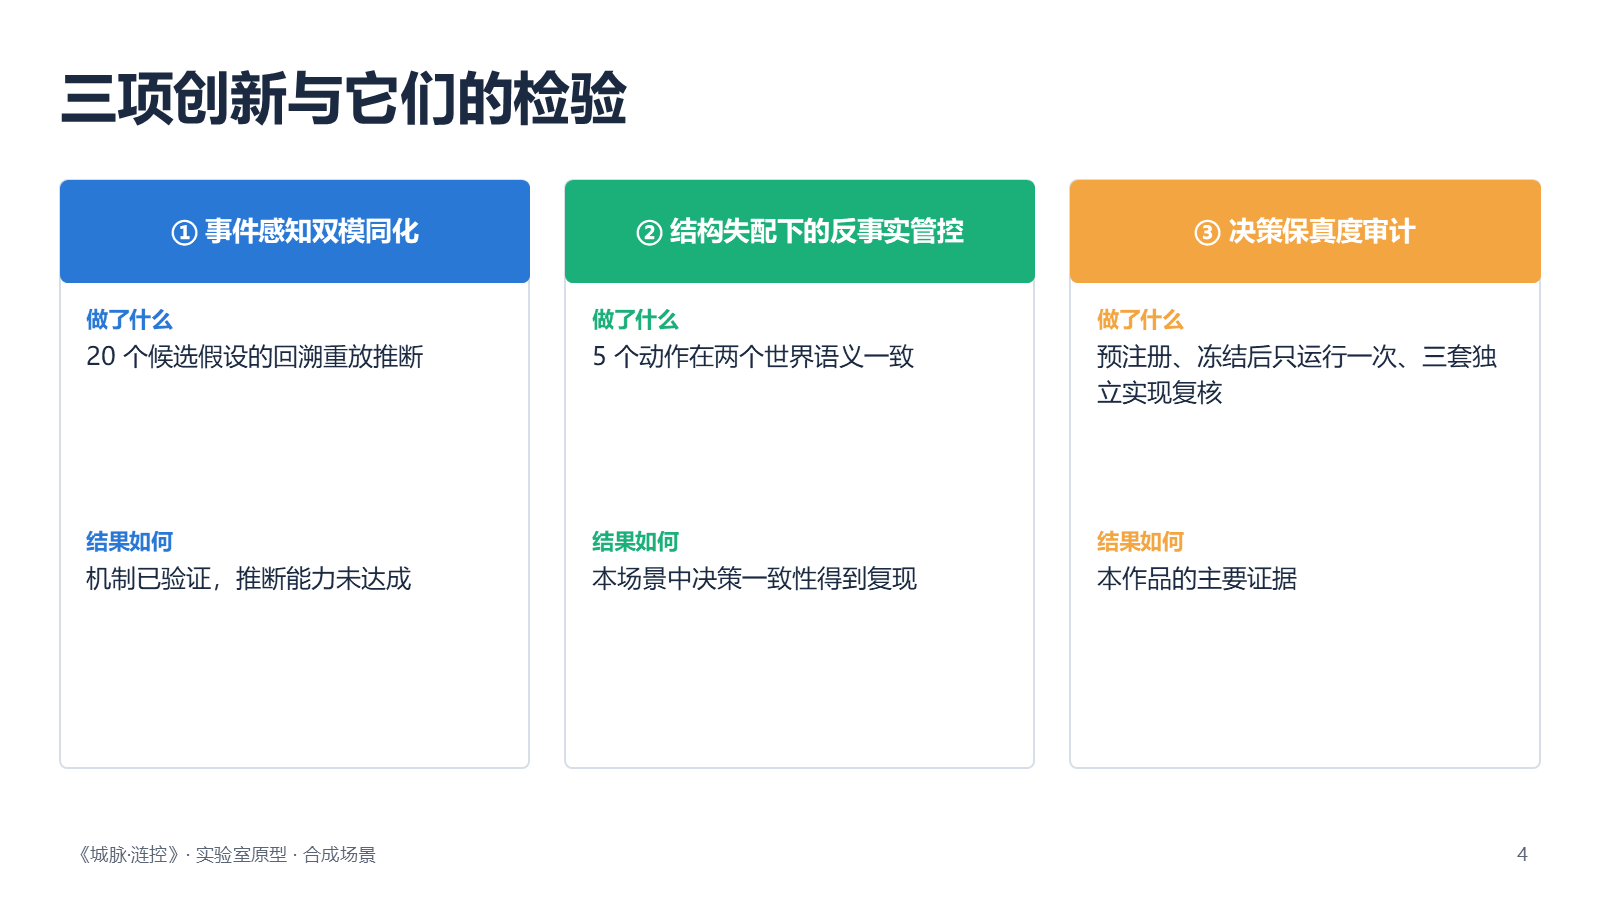 三项创新与它们的检验
① 事件感知双模同化
做了什么
20 个候选假设的回溯重放推断
结果如何
机制已验证，推断能力未达成
② 结构失配下的反事实管控
做了什么
5 个动作在两个世界语义一致
结果如何
本场景中决策一致性得到复现
③ 决策保真度审计
做了什么
预注册、冻结后只运行一次、三套独
立实现复核
结果如何
本作品的主要证据
《城脉·涟控》· 实验室原型 · 合成场景
4